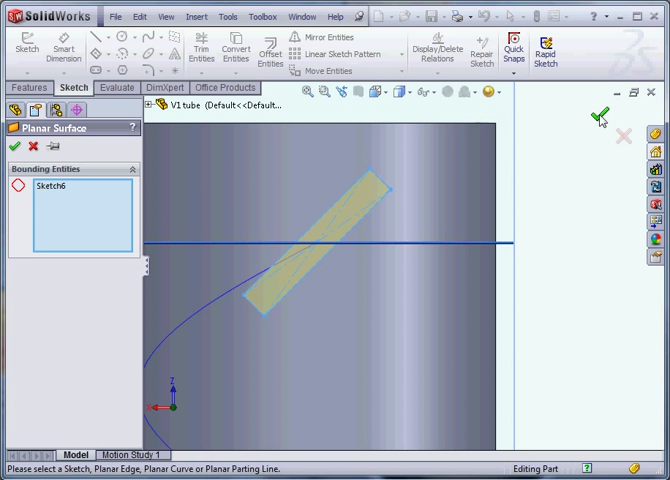 SolidWorks File Edit View Insert Tools Toolbox Window Help
Sketch Smart Dimension Trim Entities Convert Entities Offset Entities Mirror Entities Linear Sketch Pattern Move Entities Display/Delete Relations Repair Sketch Quick Snaps Rapid Sketch
Features Sketch Evaluate DimXpert Office Products
V1 tube (Default<<Default...
Planar Surface ?
Bounding Entities
Sketch6
Z
X
Model Motion Study 1
Please select a Sketch, Planar Edge, Planar Curve or Planar Parting Line. Editing Part ?